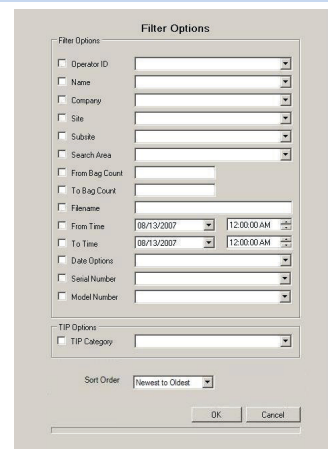 Filter Options
Filter Options
Operator ID
Name
Company
Site
Subsite
Search Area
From Bag Count
To Bag Count
Filename
From Time 08/13/2007 12:00:00 AM
To Time 08/13/2007 12:00:00 AM
Date Options
Serial Number
Model Number
TIP Options
TIP Category
Sort Order Newest to Oldest
OK Cancel